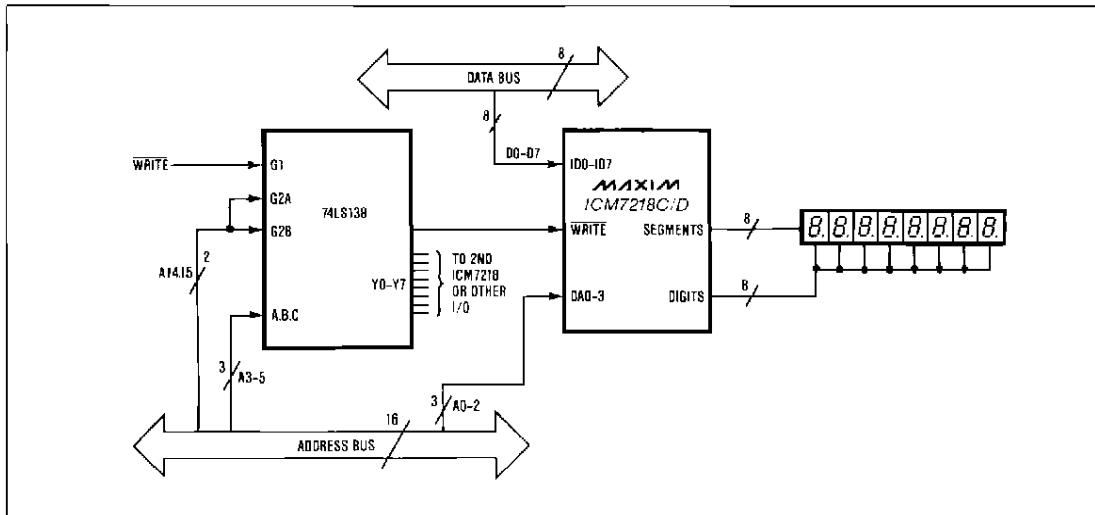 8
DATA BUS
8
D0-D7
WRITE
G1
G2A
G2B
74LS138
ID0-ID7
MAXIM
ICM7218C/D
WRITE
SEGMENTS
8
8.8.8.8.8.8.8.8.
2
A14,15
Y0-Y7
TO 2ND
ICM7218
OR OTHER
I/O
DA0-3
DIGITS
8
A,B,C
3
A3-5
3
A0-2
16
ADDRESS BUS